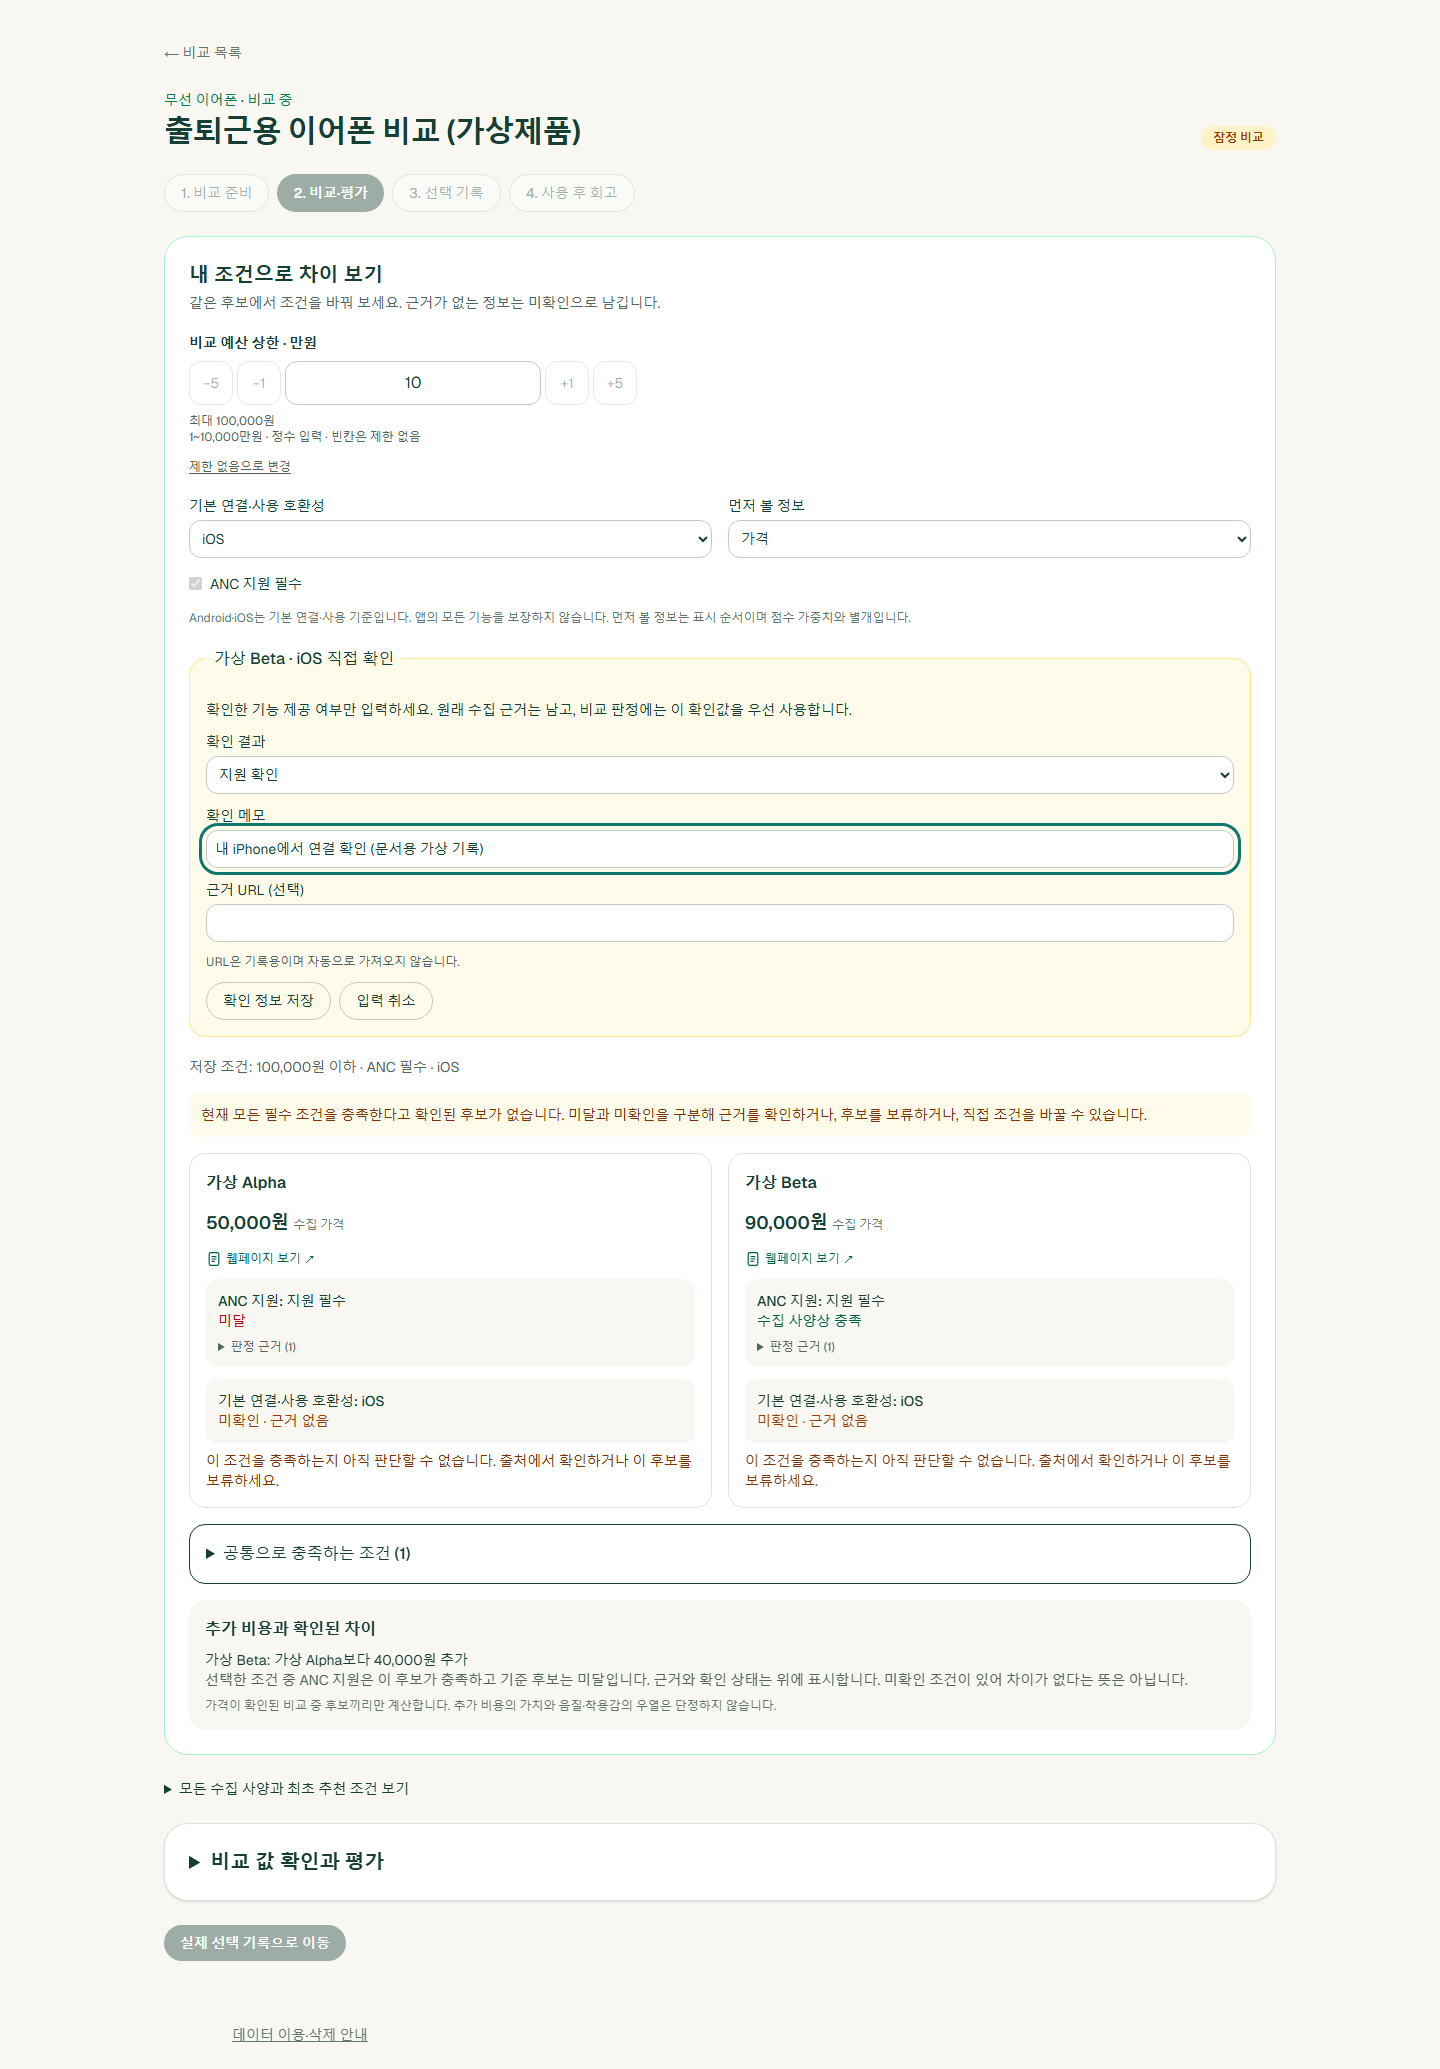 ← 비교 목록
무선 이어폰 · 비교 중
출퇴근용 이어폰 비교 (가상제품)
잠정 비교
1. 비교 준비
2. 비교·평가
3. 선택 기록
4. 사용 후 회고
내 조건으로 차이 보기
같은 후보에서 조건을 바꿔 보세요. 근거가 없는 정보는 미확인으로 남깁니다.
비교 예산 상한 · 만원
−5
−1
10
+1
+5
최대 100,000원
1~10,000만원 · 정수 입력 · 빈칸은 제한 없음
제한 없음으로 변경
기본 연결·사용 호환성
먼저 볼 정보
iOS
가격
ANC 지원 필수
Android·iOS는 기본 연결·사용 기준입니다. 앱의 모든 기능을 보장하지 않습니다. 먼저 볼 정보는 표시 순서이며 점수 가중치와 별개입니다.
가상 Beta · iOS 직접 확인
확인한 기능 제공 여부만 입력하세요. 원래 수집 근거는 남고, 비교 판정에는 이 확인값을 우선 사용합니다.
확인 결과
지원 확인
확인 메모
내 iPhone에서 연결 확인 (문서용 가상 기록)
근거 URL (선택)
URL은 기록용이며 자동으로 가져오지 않습니다.
확인 정보 저장
입력 취소
저장 조건: 100,000원 이하 · ANC 필수 · iOS
현재 모든 필수 조건을 충족한다고 확인된 후보가 없습니다. 미달과 미확인을 구분해 근거를 확인하거나, 후보를 보류하거나, 직접 조건을 바꿀 수 있습니다.
가상 Alpha
50,000원 수집 가격
웹페이지 보기 ↗
ANC 지원: 지원 필수
미달
▶ 판정 근거 (1)
기본 연결·사용 호환성: iOS
미확인 · 근거 없음
이 조건을 충족하는지 아직 판단할 수 없습니다. 출처에서 확인하거나 이 후보를
보류하세요.
가상 Beta
90,000원 수집 가격
웹페이지 보기 ↗
ANC 지원: 지원 필수
수집 사양상 충족
▶ 판정 근거 (1)
기본 연결·사용 호환성: iOS
미확인 · 근거 없음
이 조건을 충족하는지 아직 판단할 수 없습니다. 출처에서 확인하거나 이 후보를
보류하세요.
▶ 공통으로 충족하는 조건 (1)
추가 비용과 확인된 차이
가상 Beta: 가상 Alpha보다 40,000원 추가
선택한 조건 중 ANC 지원은 이 후보가 충족하고 기준 후보는 미달입니다. 근거와 확인 상태는 위에 표시합니다. 미확인 조건이 있어 차이가 없다는 뜻은 아닙니다.
가격이 확인된 비교 중 후보끼리만 계산합니다. 추가 비용의 가치와 음질·착용감의 우열은 단정하지 않습니다.
▶ 모든 수집 사양과 최초 추천 조건 보기
▶ 비교 값 확인과 평가
실제 선택 기록으로 이동
데이터 이용·삭제 안내